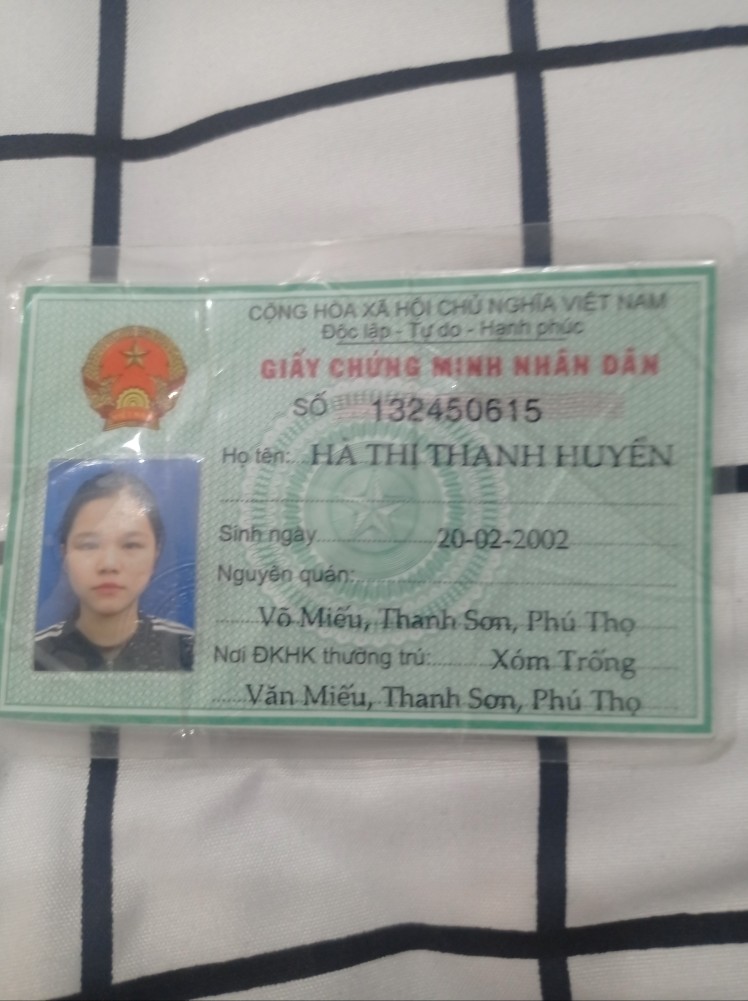 CỘNG HÒA XÃ HỘI CHỦ NGHĨA VIỆT NAM
Độc lập - Tự do - Hạnh phúc
GIẤY CHỨNG MINH NHÂN DÂN
SỐ 132450615
Họ tên: HÀ THỊ THANH HUYỀN
Sinh ngày 20-02-2002
Nguyên quán:
Võ Miếu, Thanh Sơn, Phú Thọ
Nơi ĐKHK thường trú: Xóm Trống
Văn Miếu, Thanh Sơn, Phú Thọ